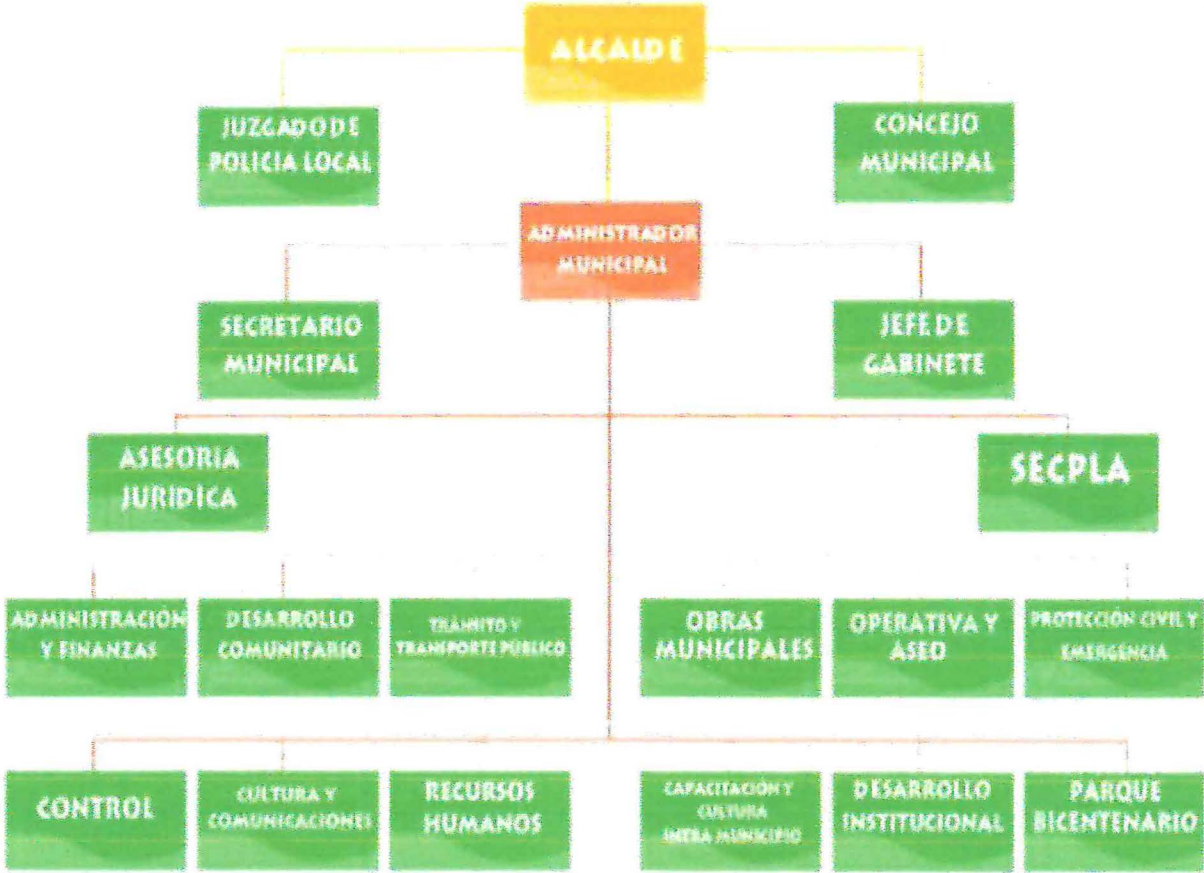 ALCALDE
JUZGADO DE
POLICIA LOCAL
CONCEJO
MUNICIPAL
ADMINISTRADOR
MUNICIPAL
SECRETARIO
MUNICIPAL
JEFE DE
GABINETE
ASESORIA
JURÍDICA
SECPLA
ADMINISTRACIÓN
Y FINANZAS
DESARROLLO
COMUNITARIO
TRÁNSITO Y
TRANSPORTE PÚBLICO
OBRAS
MUNICIPALES
OPERATIVA Y
ASEO
PROTECCIÓN CIVIL Y
EMERGENCIA
CONTROL
CULTURA Y
COMUNICACIONES
RECURSOS
HUMANOS
CAPACITACIÓN Y
CULTURA
INTRA MUNICIPIO
DESARROLLO
INSTITUCIONAL
PARQUE
BICENTENARIO